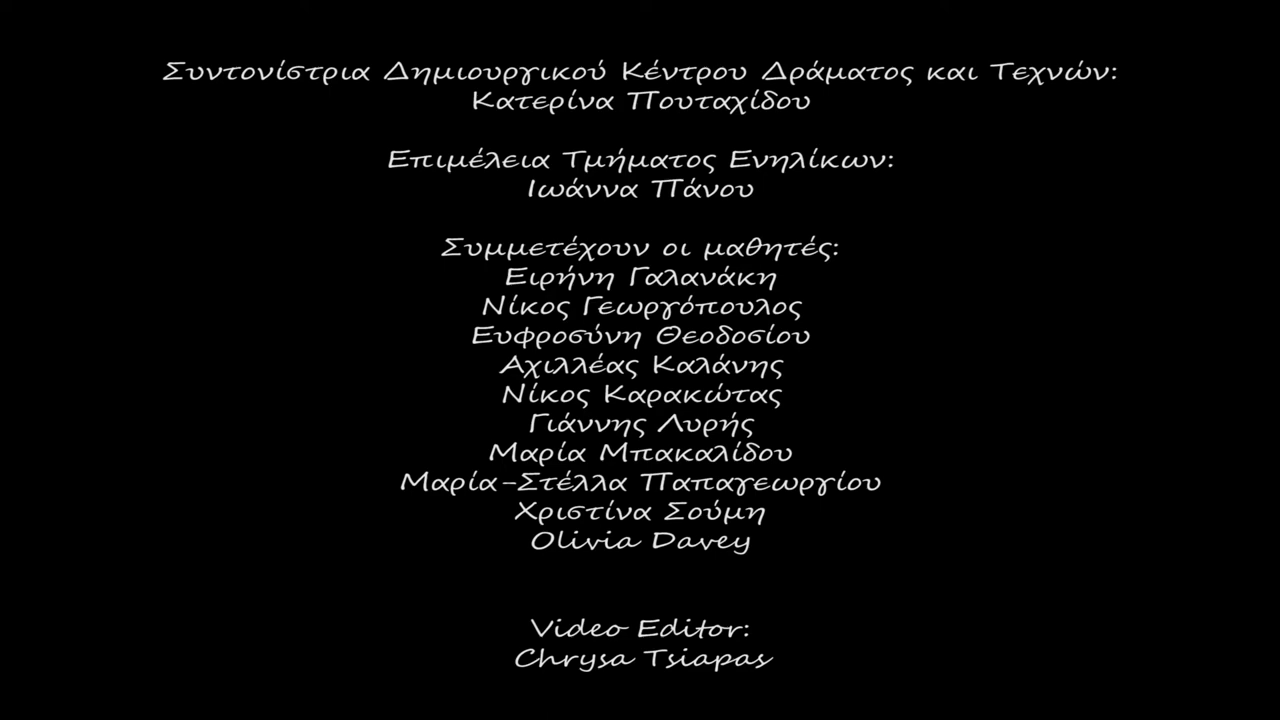 Συντονίστρια Δημιουργικού Κέντρου Δράματος και Τεχνών:
Κατερίνα Πουταχίδου
Επιμέλεια Τμήματος Ενηλίκων:
Ιωάννα Πάνου
Συμμετέχουν οι μαθητές:
Ειρήνη Γαλανάκη
Νίκος Γεωργόπουλος
Ευφροσύνη Θεοδοσίου
Αχιλλέας Καλάνης
Νίκος Καρακώτας
Γιάννης Λυρής
Μαρία Μπακαλίδου
Μαρία-Στέλλα Παπαγεωργίου
Χριστίνα Σούμη
Olivia Davey
Video Editor:
Chrysa Tsiapas